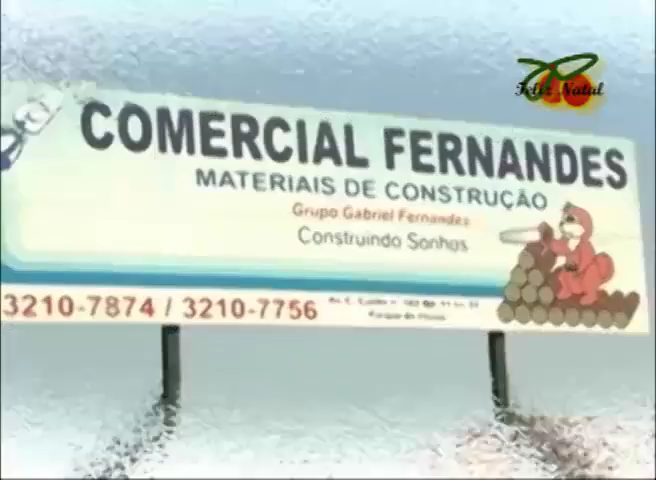 Feliz Natal
COMERCIAL FERNANDES
MATERIAIS DE CONSTRUÇÃO
Grupo Gabriel Fernandes
Construindo Sonhos
3210-7874 / 3210-7756